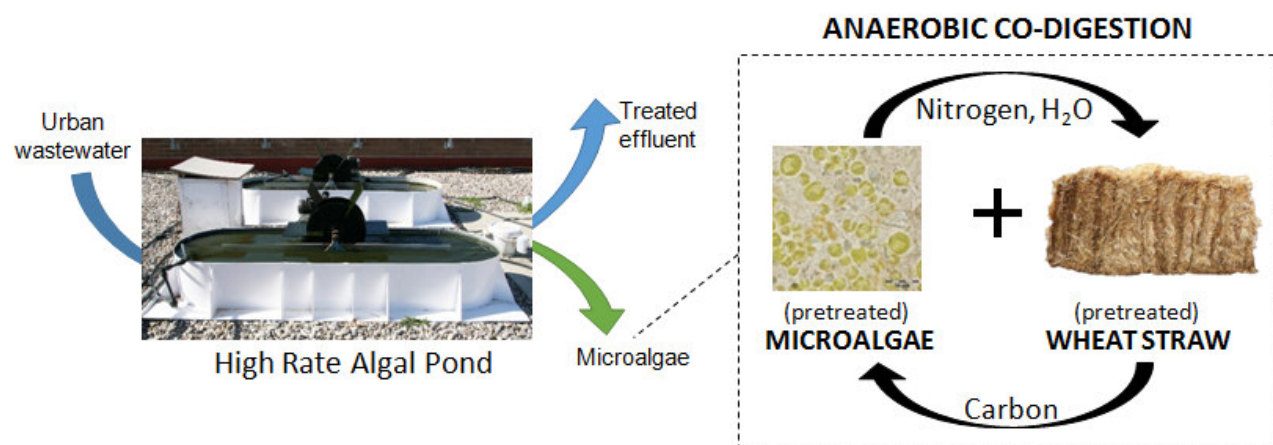 ANAEROBIC CO-DIGESTION
Urban
wastewater
Treated
effluent
High Rate Algal Pond
Microalgae
Nitrogen, H₂O
+
(pretreated)
MICROALGAE
(pretreated)
WHEAT STRAW
Carbon